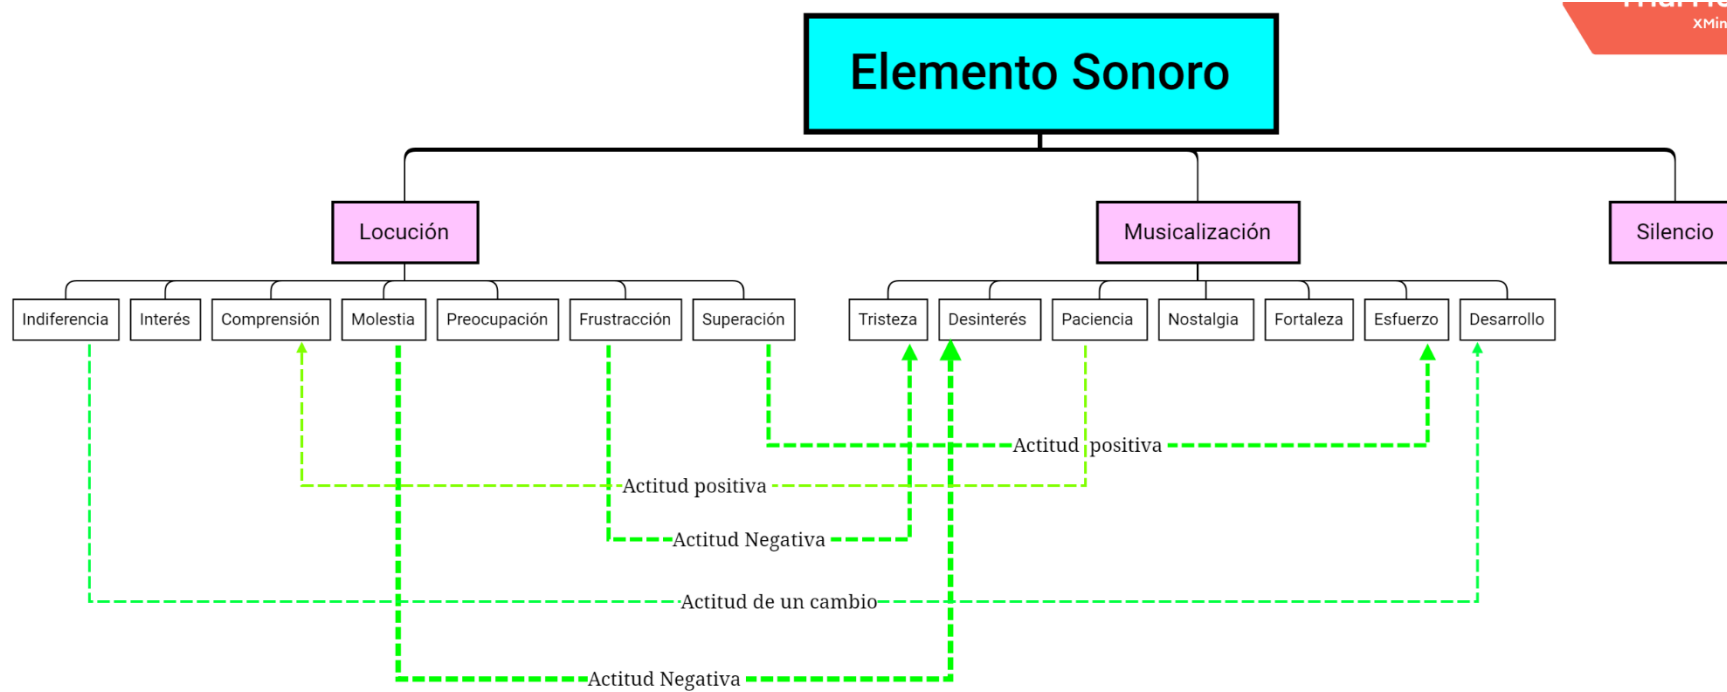 Elemento Sonoro
XMin
Locución
Musicalización
Silencio
Indiferencia
Interés
Comprensión
Molestia
Preocupación
Frustracción
Superación
Tristeza
Desinterés
Paciencia
Nostalgia
Fortaleza
Esfuerzo
Desarrollo
Actitud positiva
Actitud positiva
Actitud Negativa
Actitud de un cambio
Actitud Negativa